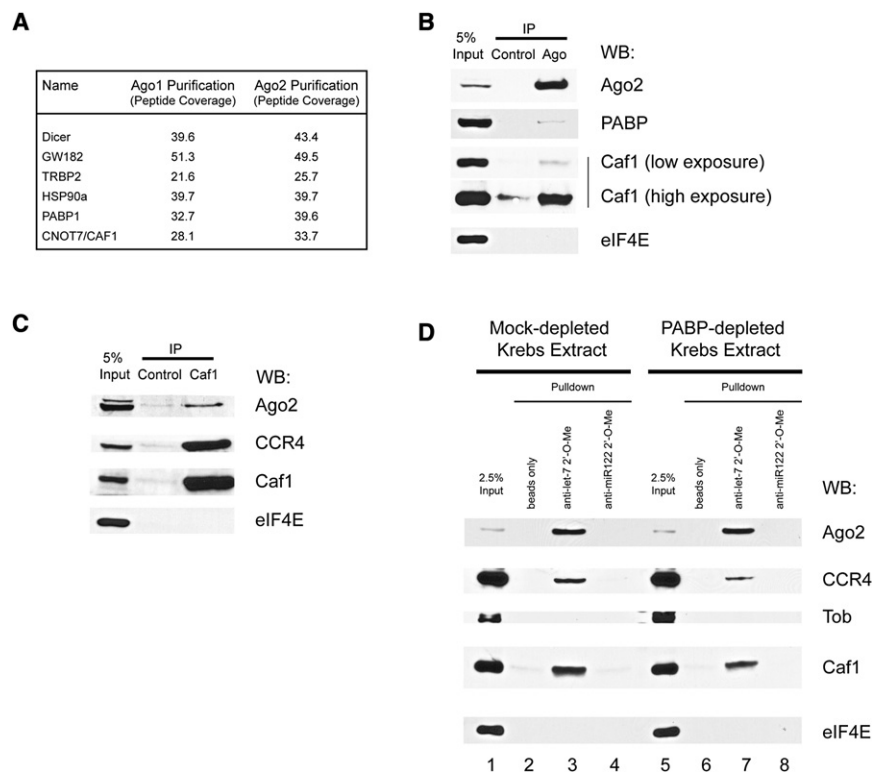 A
Name Ago1 Purification Ago2 Purification
(Peptide Coverage) (Peptide Coverage)
Dicer 39.6 43.4
GW182 51.3 49.5
TRBP2 21.6 25.7
HSP90a 39.7 39.7
PABP1 32.7 39.6
CNOT7/CAF1 28.1 33.7
B
5% IP
Input Control Ago WB:
Ago2
PABP
Caf1 (low exposure)
Caf1 (high exposure)
eIF4E
C
5% IP
Input Control Caf1 WB:
Ago2
CCR4
Caf1
eIF4E
D
Mock-depleted PABP-depleted
Krebs Extract Krebs Extract
Pulldown Pulldown
2.5% Input beads only anti-let-7 2'-O-Me anti-miR122 2'-O-Me 2.5% Input beads only anti-let-7 2'-O-Me anti-miR122 2'-O-Me WB:
Ago2
CCR4
Tob
Caf1
eIF4E
1 2 3 4 5 6 7 8